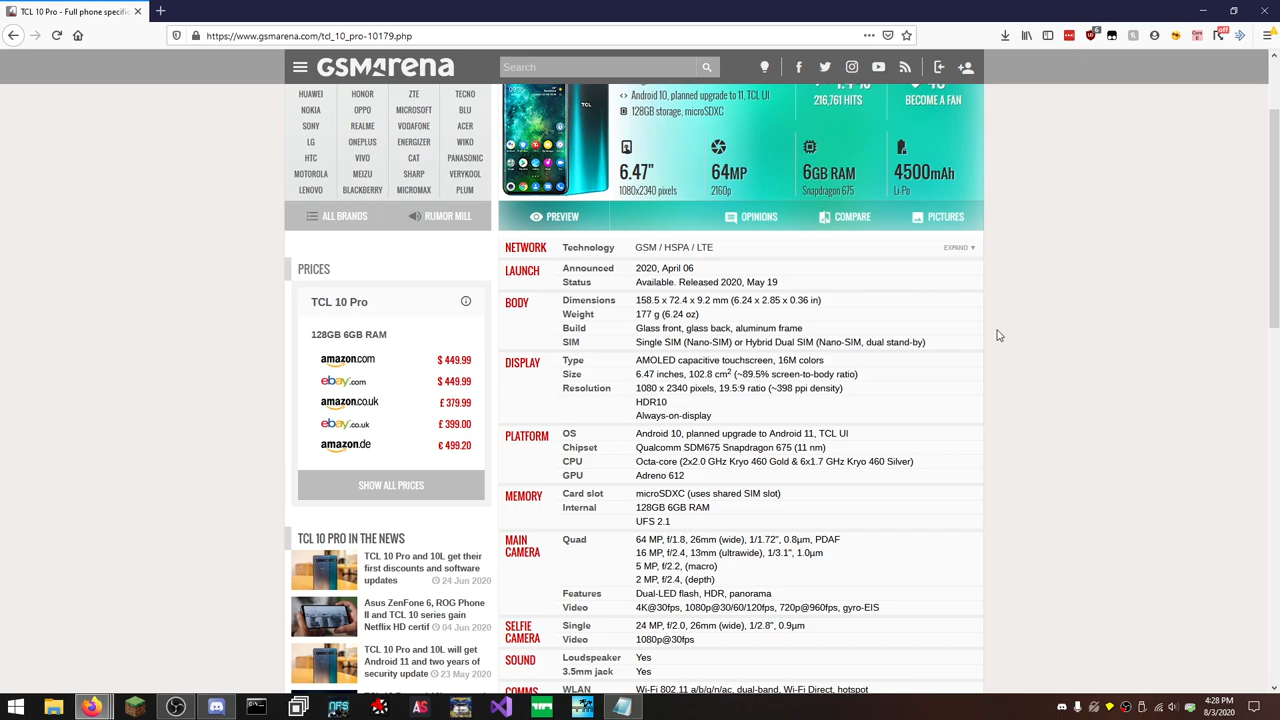 TCL 10 Pro - Full phone specific
https://www.gsmarena.com/tcl_10_pro-10179.php
GSMArena
Search
HUAWEI HONOR ZTE TECNO
NOKIA OPPO MICROSOFT BLU
SONY REALME VODAFONE ACER
LG ONEPLUS ENERGIZER WIKO
HTC VIVO CAT PANASONIC
MOTOROLA MEIZU SHARP VERYKOOL
LENOVO BLACKBERRY MICROMAX PLUM
ALL BRANDS RUMOR MILL
Android 10, planned upgrade to 11, TCL UI
128GB storage, microSDXC
216,761 HITS
BECOME A FAN
6.47" 64MP 6GB RAM 4500mAh
1080x2340 pixels 2160p Snapdragon 675 Li-Po
PREVIEW OPINIONS COMPARE PICTURES
PRICES
TCL 10 Pro
128GB 6GB RAM
amazon.com $ 449.99
ebay.com $ 449.99
amazon.co.uk £ 379.99
ebay.co.uk £ 399.00
amazon.de € 499.20
SHOW ALL PRICES
TCL 10 PRO IN THE NEWS
TCL 10 Pro and 10L get their
first discounts and software
updates 24 Jun 2020
Asus ZenFone 6, ROG Phone
II and TCL 10 series gain
Netflix HD certif 04 Jun 2020
TCL 10 Pro and 10L will get
Android 11 and two years of
security update 23 May 2020
NETWORK Technology GSM / HSPA / LTE EXPAND ▼
LAUNCH Announced 2020, April 06
Status Available. Released 2020, May 19
BODY Dimensions 158.5 x 72.4 x 9.2 mm (6.24 x 2.85 x 0.36 in)
Weight 177 g (6.24 oz)
Build Glass front, glass back, aluminum frame
SIM Single SIM (Nano-SIM) or Hybrid Dual SIM (Nano-SIM, dual stand-by)
DISPLAY Type AMOLED capacitive touchscreen, 16M colors
Size 6.47 inches, 102.8 cm2 (~89.5% screen-to-body ratio)
Resolution 1080 x 2340 pixels, 19.5:9 ratio (~398 ppi density)
HDR10
Always-on-display
PLATFORM OS Android 10, planned upgrade to Android 11, TCL UI
Chipset Qualcomm SDM675 Snapdragon 675 (11 nm)
CPU Octa-core (2x2.0 GHz Kryo 460 Gold & 6x1.7 GHz Kryo 460 Silver)
GPU Adreno 612
MEMORY Card slot microSDXC (uses shared SIM slot)
Internal 128GB 6GB RAM
UFS 2.1
MAIN CAMERA Quad 64 MP, f/1.8, 26mm (wide), 1/1.72", 0.8µm, PDAF
16 MP, f/2.4, 13mm (ultrawide), 1/3.1", 1.0µm
5 MP, f/2.2, (macro)
2 MP, f/2.4, (depth)
Features Dual-LED flash, HDR, panorama
Video 4K@30fps, 1080p@30/60/120fps, 720p@960fps, gyro-EIS
SELFIE CAMERA Single 24 MP, f/2.0, 26mm (wide), 1/2.8", 0.9µm
Video 1080p@30fps
SOUND Loudspeaker Yes
3.5mm jack Yes
COMMS WLAN Wi-Fi 802.11 a/b/g/n/ac, dual-band, Wi-Fi Direct, hotspot
4:28 PM
8/3/2020